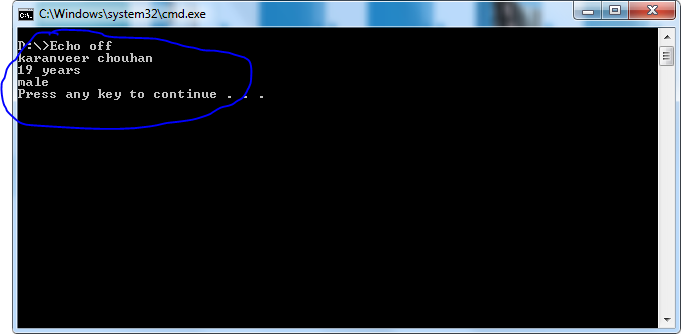 C:\Windows\system32\cmd.exe
D:\>Echo off
karanveer chouhan
19 years
male
Press any key to continue . . .